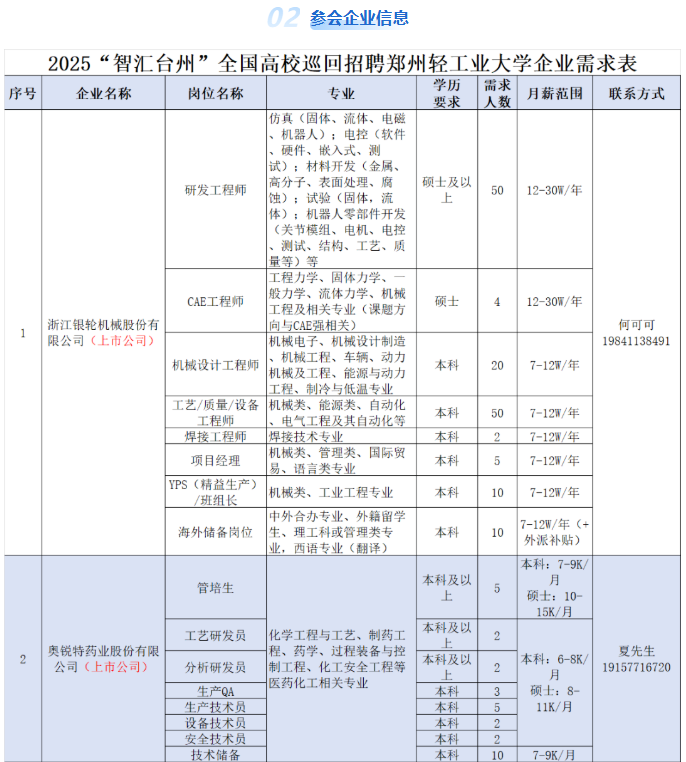 02 参会企业信息
2025“智汇台州”全国高校巡回招聘郑州轻工业大学企业需求表
序号 企业名称 岗位名称 专业 学历要求 需求人数 月薪范围 联系方式
1
浙江银轮机械股份有
限公司（上市公司）
研发工程师
仿真（固体、流体、电磁
、机器人）；电控（软件
、硬件、嵌入式、测
试）；材料开发（金属、
高分子、表面处理、腐
蚀）；试验（固体，流
体）；机器人零部件开发
（关节模组、电机、电控
、测试、结构、工艺、质
量等）等
硕士及以
上
50
12-30W/年
何可可
19841138491
CAE工程师
工程力学、固体力学、一
般力学、流体力学、机械
工程及相关专业（课题方
向与CAE强相关）
硕士
4
12-30W/年
机械设计工程师
机械电子、机械设计制造
、机械工程、车辆、动力
机械及工程、能源与动力
工程、制冷与低温专业
本科
20
7-12W/年
工艺/质量/设备
工程师
机械类、能源类、自动化
、电气工程及其自动化等
本科
50
7-12W/年
焊接工程师 焊接技术专业 本科 2 7-12W/年
项目经理
机械类、管理类、国际贸
易、语言类专业
本科
5
7-12W/年
YPS（精益生产）
/班组长
机械类、工业工程专业
本科
10
7-12W/年
海外储备岗位
中外合办专业、外籍留学
生、理工科或管理类专
业，西语专业（翻译）
本科
10
7-12W/年（+
外派补贴）
2
奥锐特药业股份有限
公司（上市公司）
管培生
化学工程与工艺、制药工
程、药学、过程装备与控
制工程、化工安全工程等
医药化工相关专业
本科及以
上
5
本科：7-9K/
月
硕士：10-
15K/月
夏先生
19157716720
工艺研发员
本科及以
上
2
本科：6-8K/
月
硕士：8-
11K/月
分析研发员
本科及以
上
2
生产QA 本科 3
生产技术员 本科 5
设备技术员 本科 2
安全技术员 本科 2
技术储备 本科 10 7-9K/月